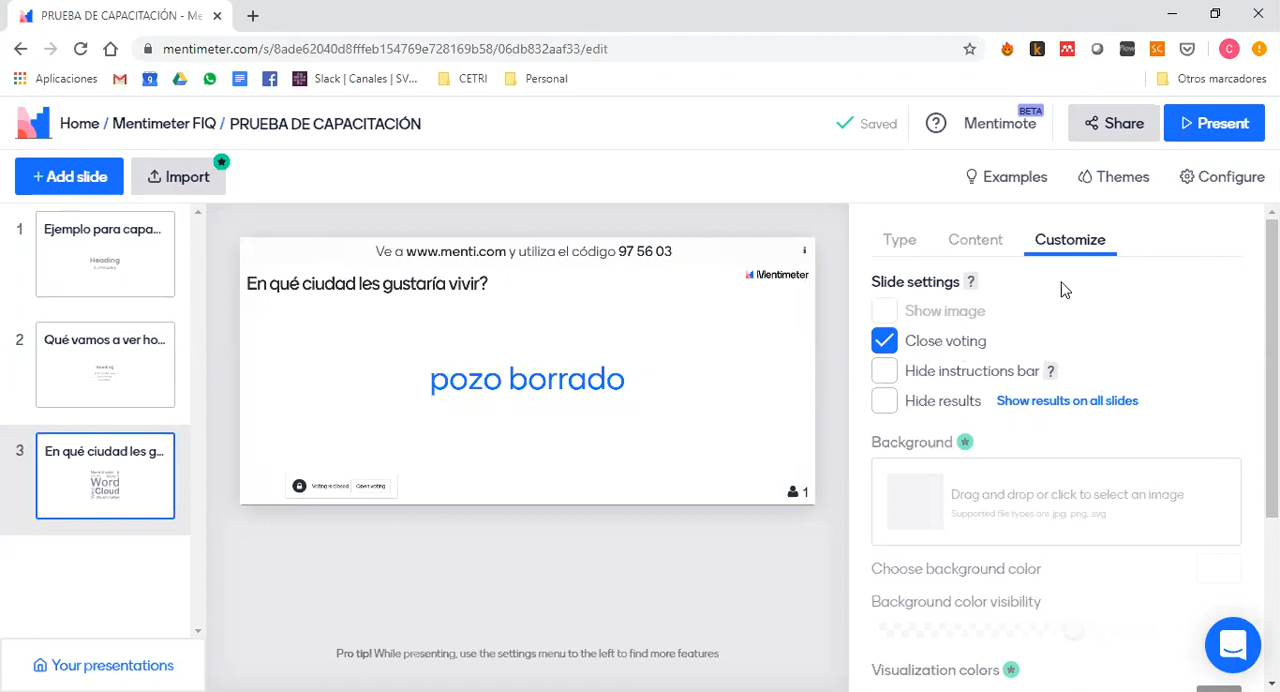 PRUEBA DE CAPACITACIÓN - Me
mentimeter.com/s/8ade62040d8fffeb154769e728169b58/06db832aaf33/edit
Aplicaciones
Slack | Canales | SV...
CETRI
Personal
Otros marcadores
Home / Mentimeter FIQ / PRUEBA DE CAPACITACIÓN
Saved
Mentimote
BETA
Share
Present
+ Add slide
Import
Examples
Themes
Configure
1
Ejemplo para capa...
Heading
2
Qué vamos a ver ho...
Heading
3
En qué ciudad les g...
Word
Cloud
Ve a www.menti.com y utiliza el código 97 56 03
En qué ciudad les gustaría vivir?
Mentimeter
pozo borrado
Voting is closed
Open voting
1
Pro tip! While presenting, use the settings menu to the left to find more features
Type
Content
Customize
Slide settings ?
Show image
Close voting
Hide instructions bar ?
Hide results
Show results on all slides
Background
Drag and drop or click to select an image
Supported file types are .jpg, .png, .svg
Choose background color
Background color visibility
Visualization colors
Your presentations